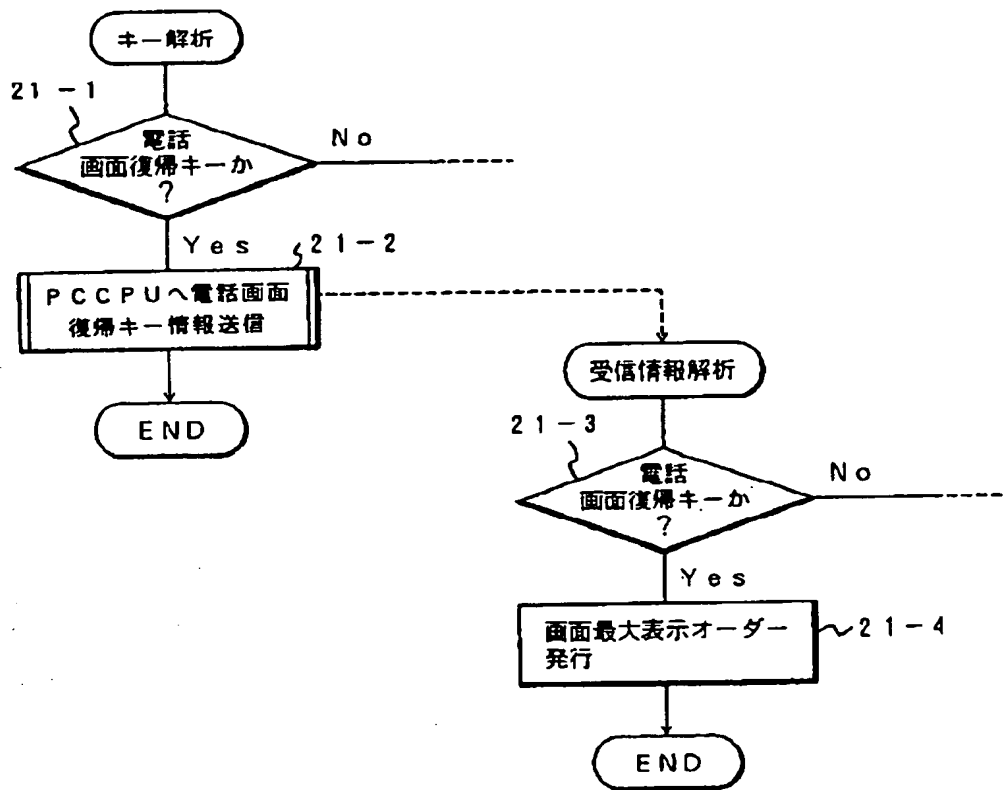 キー解析
21-1
電話
画面復帰キーか
?
No
Yes
21-2
PCCPUへ電話画面
復帰キー情報送信
END
受信情報解析
21-3
電話
画面復帰キーか
?
No
Yes
画面最大表示オーダー
発行
21-4
END